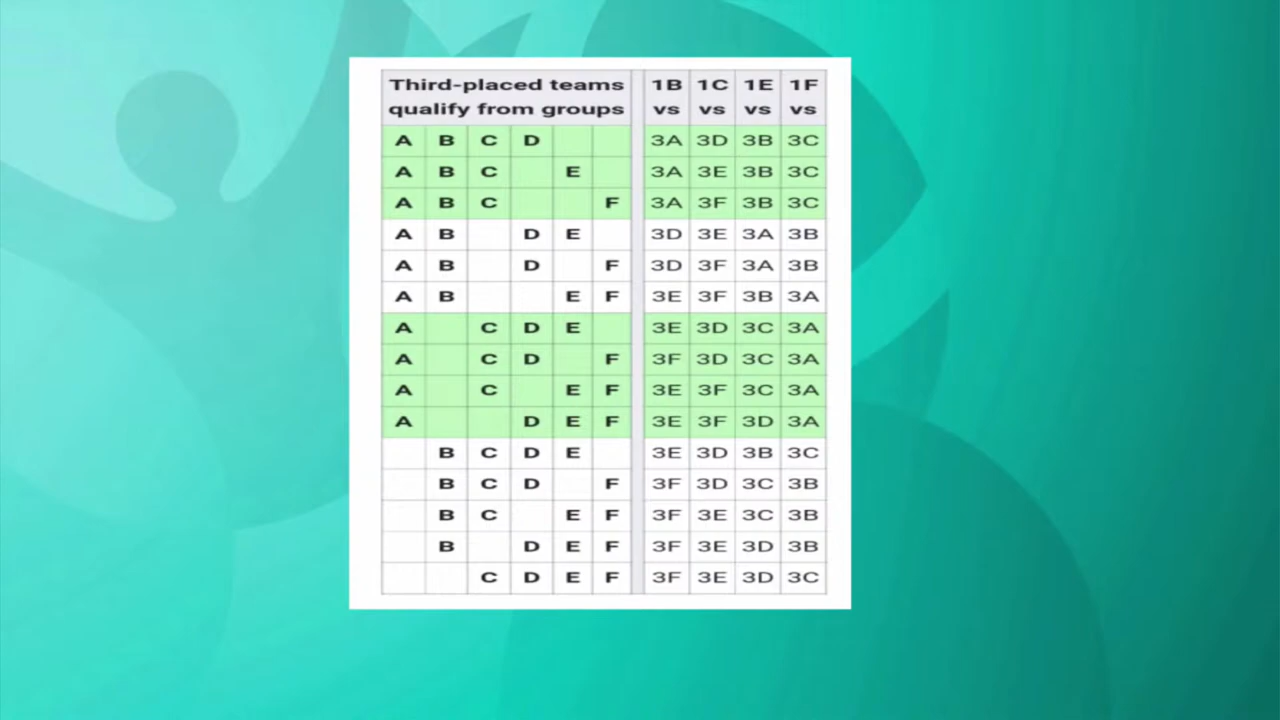 Third-placed teams 1B 1C 1E 1F
qualify from groups vs vs vs vs
A B C D 3A 3D 3B 3C
A B C E 3A 3E 3B 3C
A B C F 3A 3F 3B 3C
A B D E 3D 3E 3A 3B
A B D F 3D 3F 3A 3B
A B E F 3E 3F 3B 3A
A C D E 3E 3D 3C 3A
A C D F 3F 3D 3C 3A
A C E F 3E 3F 3C 3A
A D E F 3E 3F 3D 3A
B C D E 3E 3D 3B 3C
B C D F 3F 3D 3C 3B
B C E F 3F 3E 3C 3B
B D E F 3F 3E 3D 3B
C D E F 3F 3E 3D 3C